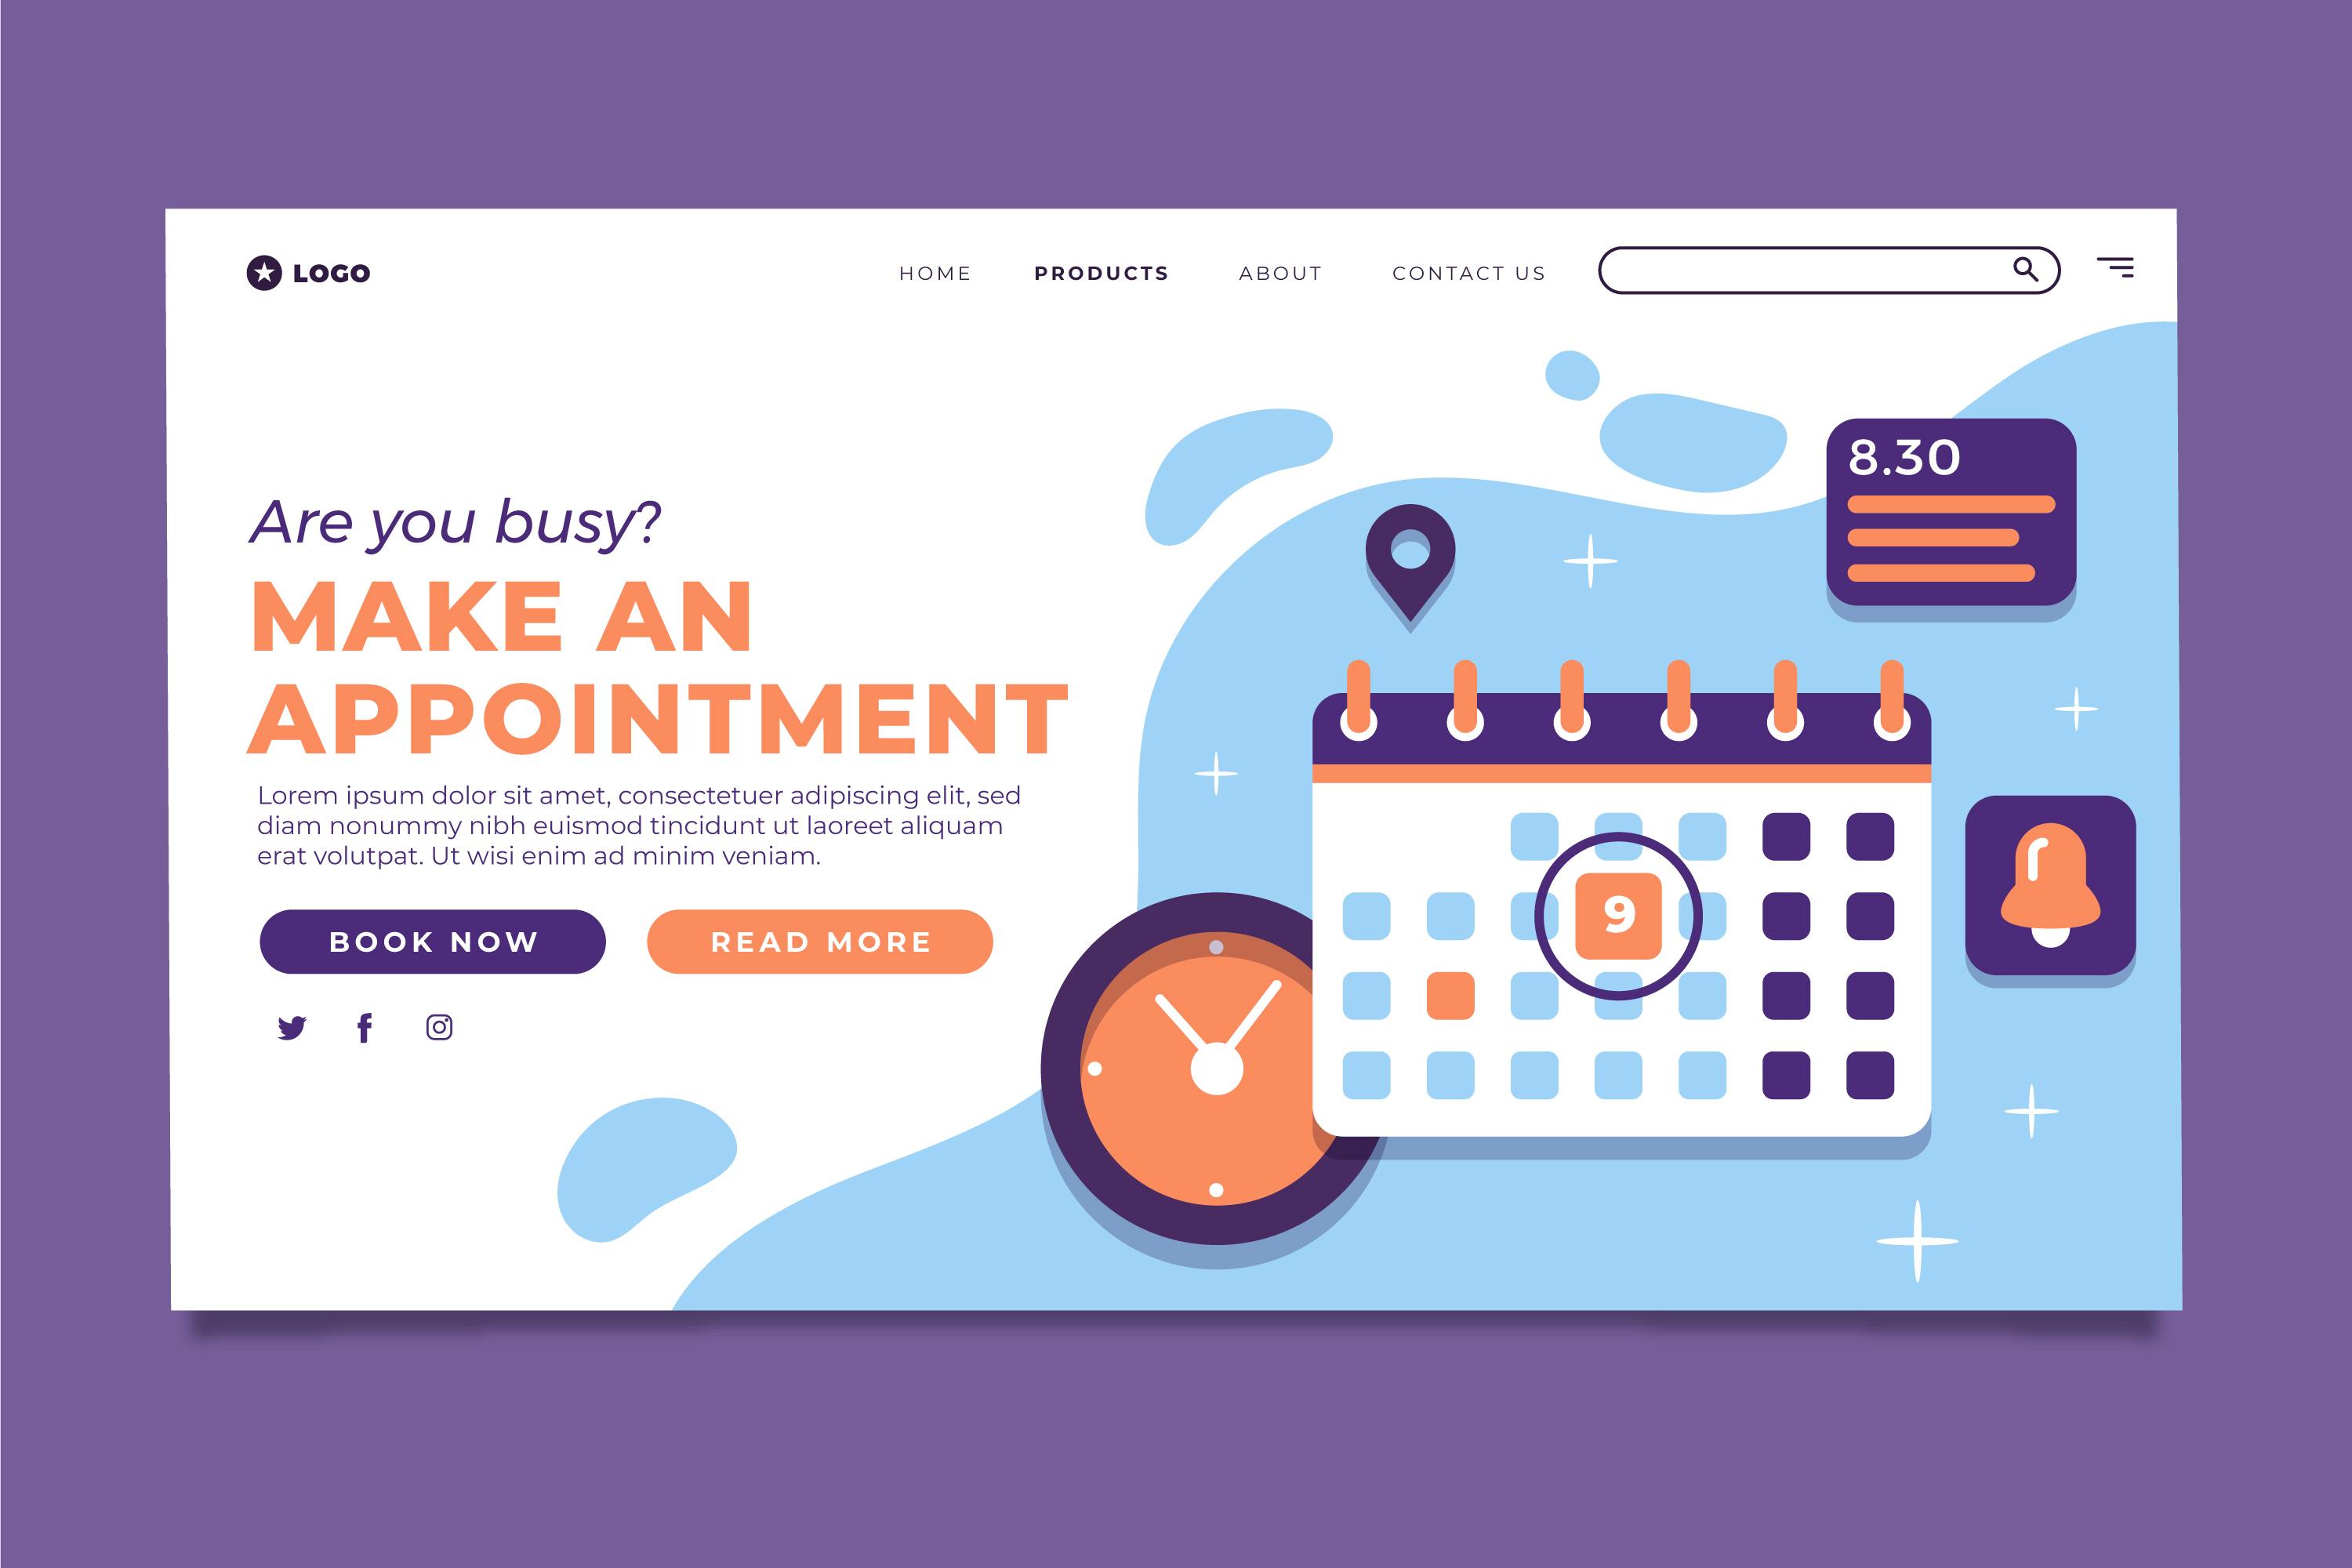 LOGO
HOME PRODUCTS ABOUT CONTACT US
8.30
Are you busy?
MAKE AN
APPOINTMENT
Lorem ipsum dolor sit amet, consectetuer adipiscing elit, sed
diam nonummy nibh euismod tincidunt ut laoreet aliquam
erat volutpat. Ut wisi enim ad minim veniam.
BOOK NOW READ MORE
9